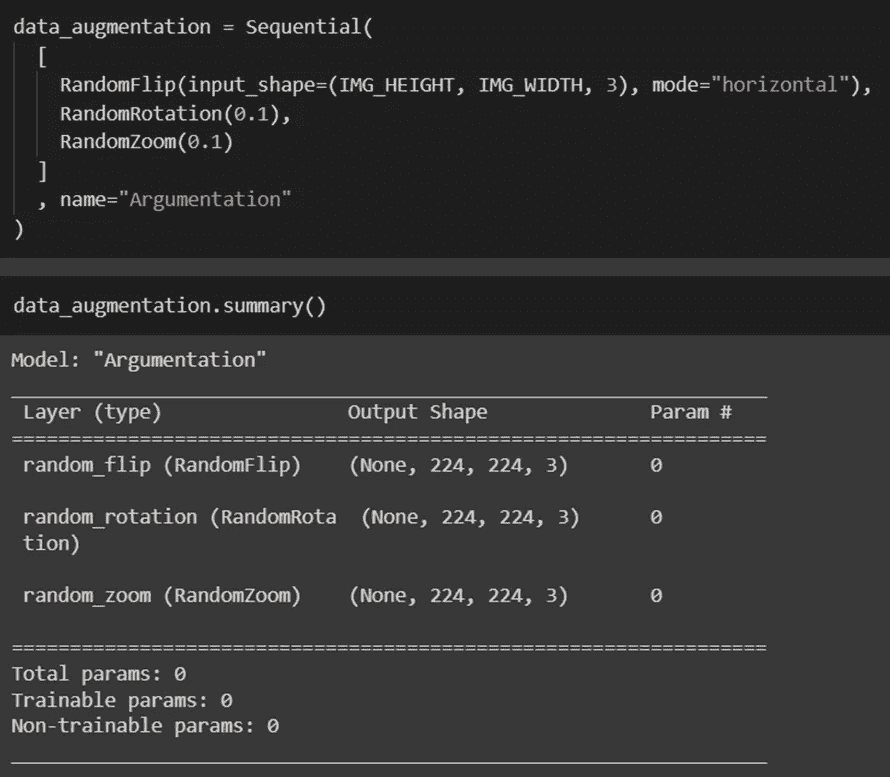 data_augmentation = Sequential(
[
RandomFlip(input_shape=(IMG_HEIGHT, IMG_WIDTH, 3), mode="horizontal"),
RandomRotation(0.1),
RandomZoom(0.1)
]
, name="Argumentation"
)
data_augmentation.summary()
Model: "Argumentation"
Layer (type) Output Shape Param #
=================================================================
random_flip (RandomFlip) (None, 224, 224, 3) 0
random_rotation (RandomRota (None, 224, 224, 3) 0
tion)
random_zoom (RandomZoom) (None, 224, 224, 3) 0
=================================================================
Total params: 0
Trainable params: 0
Non-trainable params: 0